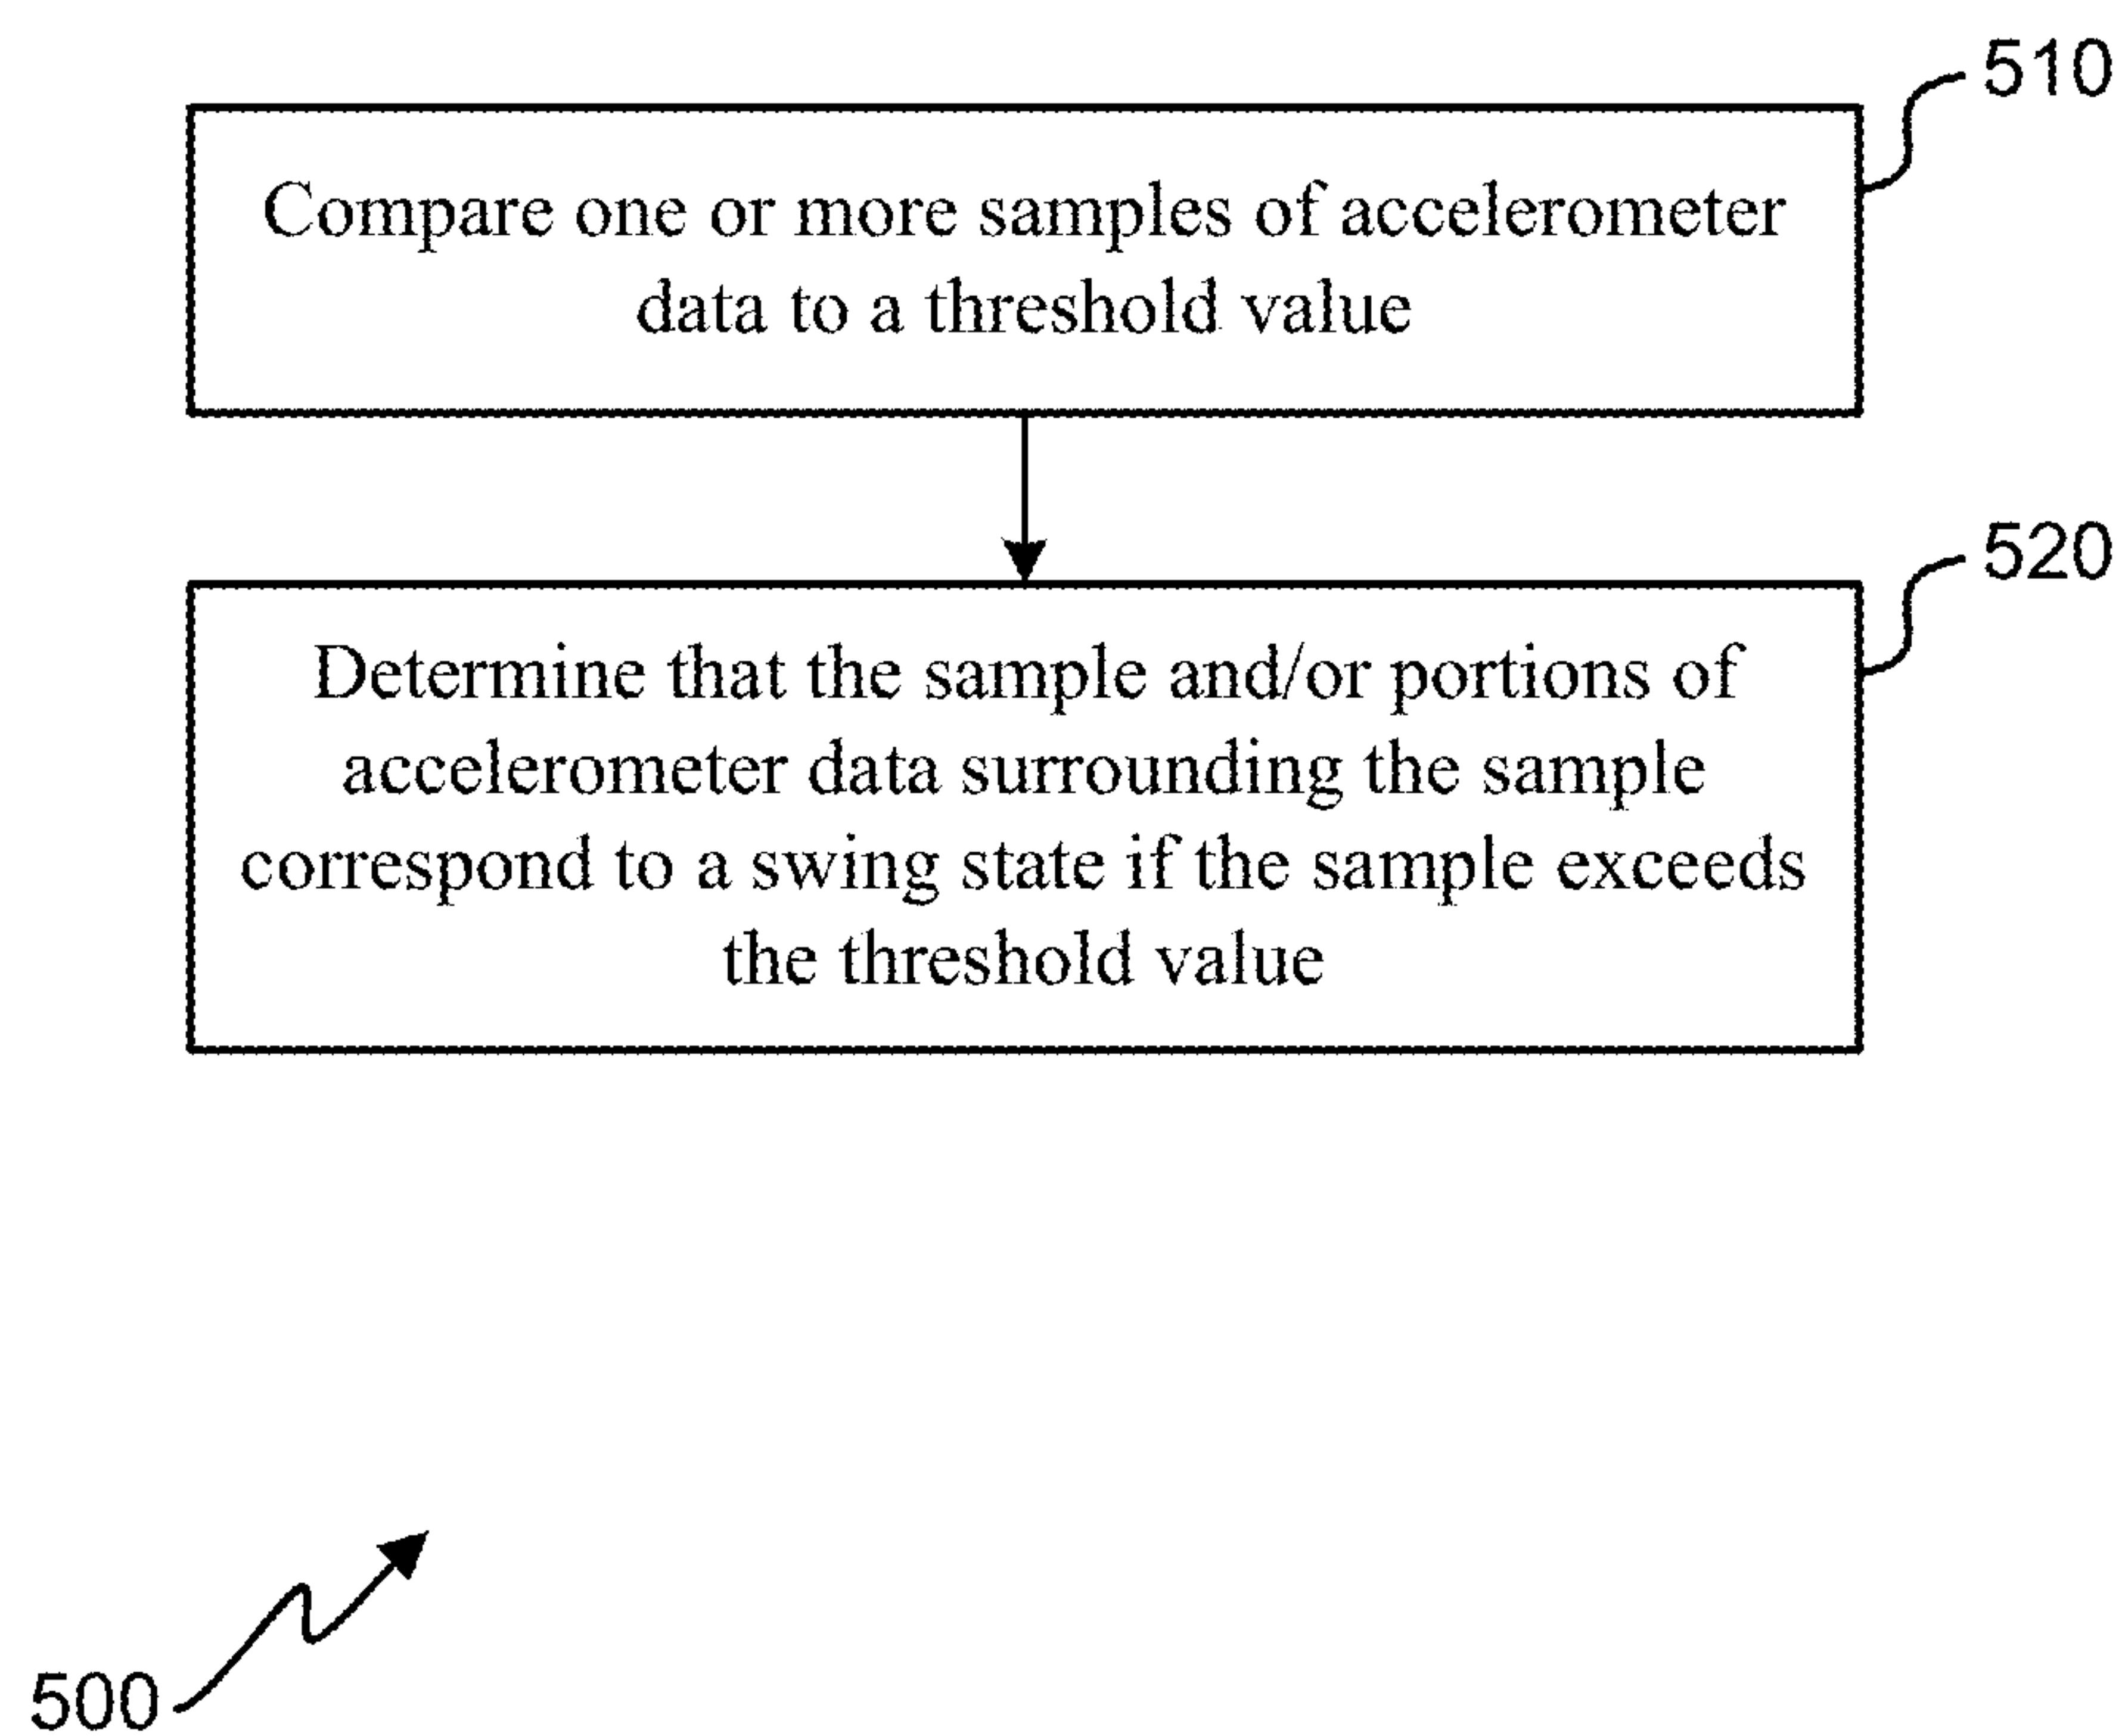 510
Compare one or more samples of accelerometer
data to a threshold value
520
Determine that the sample and/or portions of
accelerometer data surrounding the sample
correspond to a swing state if the sample exceeds
the threshold value
500